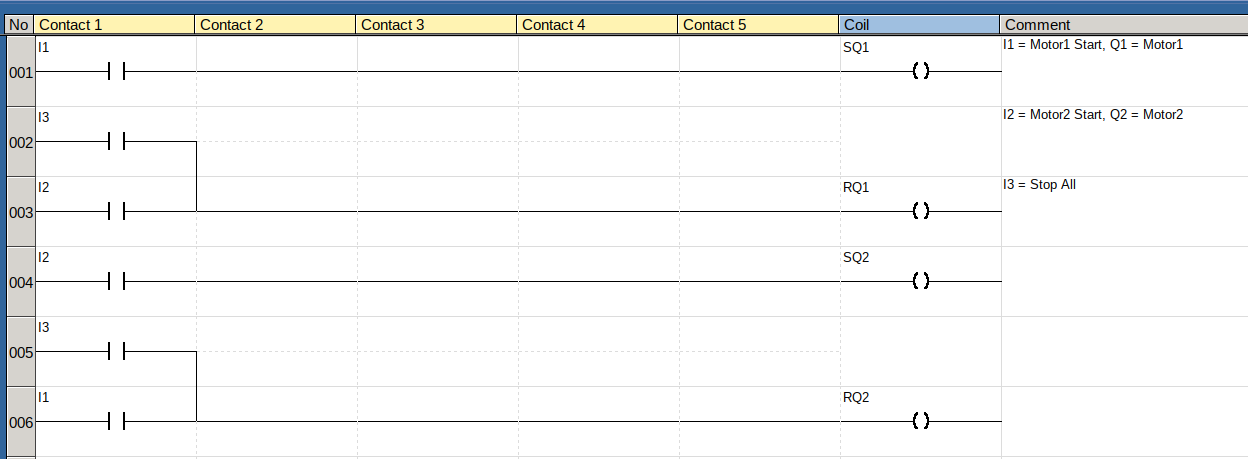 No Contact 1 Contact 2 Contact 3 Contact 4 Contact 5 Coil Comment
I1 SQ1 I1 = Motor1 Start, Q1 = Motor1
001
I3 I2 = Motor2 Start, Q2 = Motor2
002
I2 RQ1 I3 = Stop All
003
I2 SQ2
004
I3
005
I1 RQ2
006